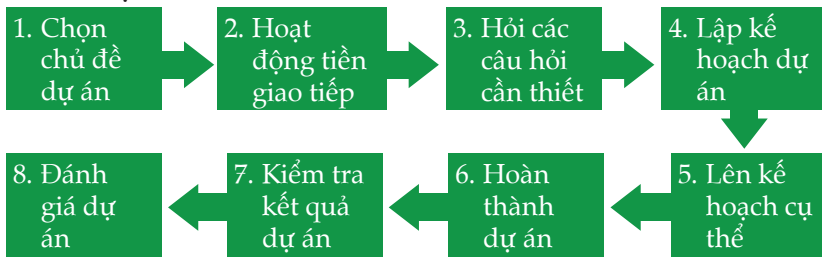 1. Chọn
chủ đề
dự án
2. Hoạt
động tiền
giao tiếp
3. Hỏi các
câu hỏi
cần thiết
4. Lập kế
hoạch dự
án
5. Lên kế
hoạch cụ
thể
6. Hoàn
thành
dự án
7. Kiểm tra
kết quả
dự án
8. Đánh
giá dự
án